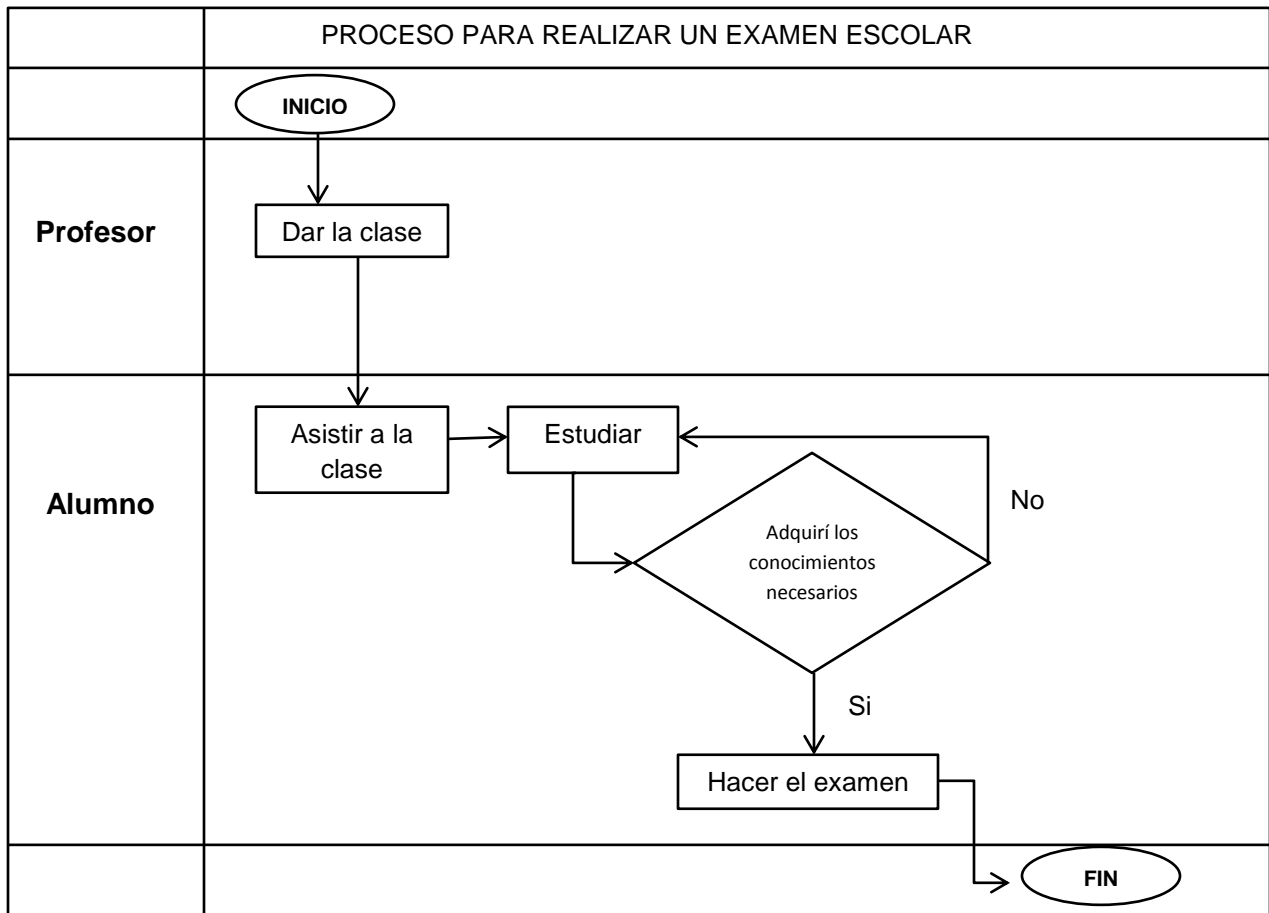 PROCESO PARA REALIZAR UN EXAMEN ESCOLAR
INICIO
Profesor
Dar la clase
Alumno
Asistir a la
clase
Estudiar
No
Adquirí los
conocimientos
necesarios
Si
Hacer el examen
FIN